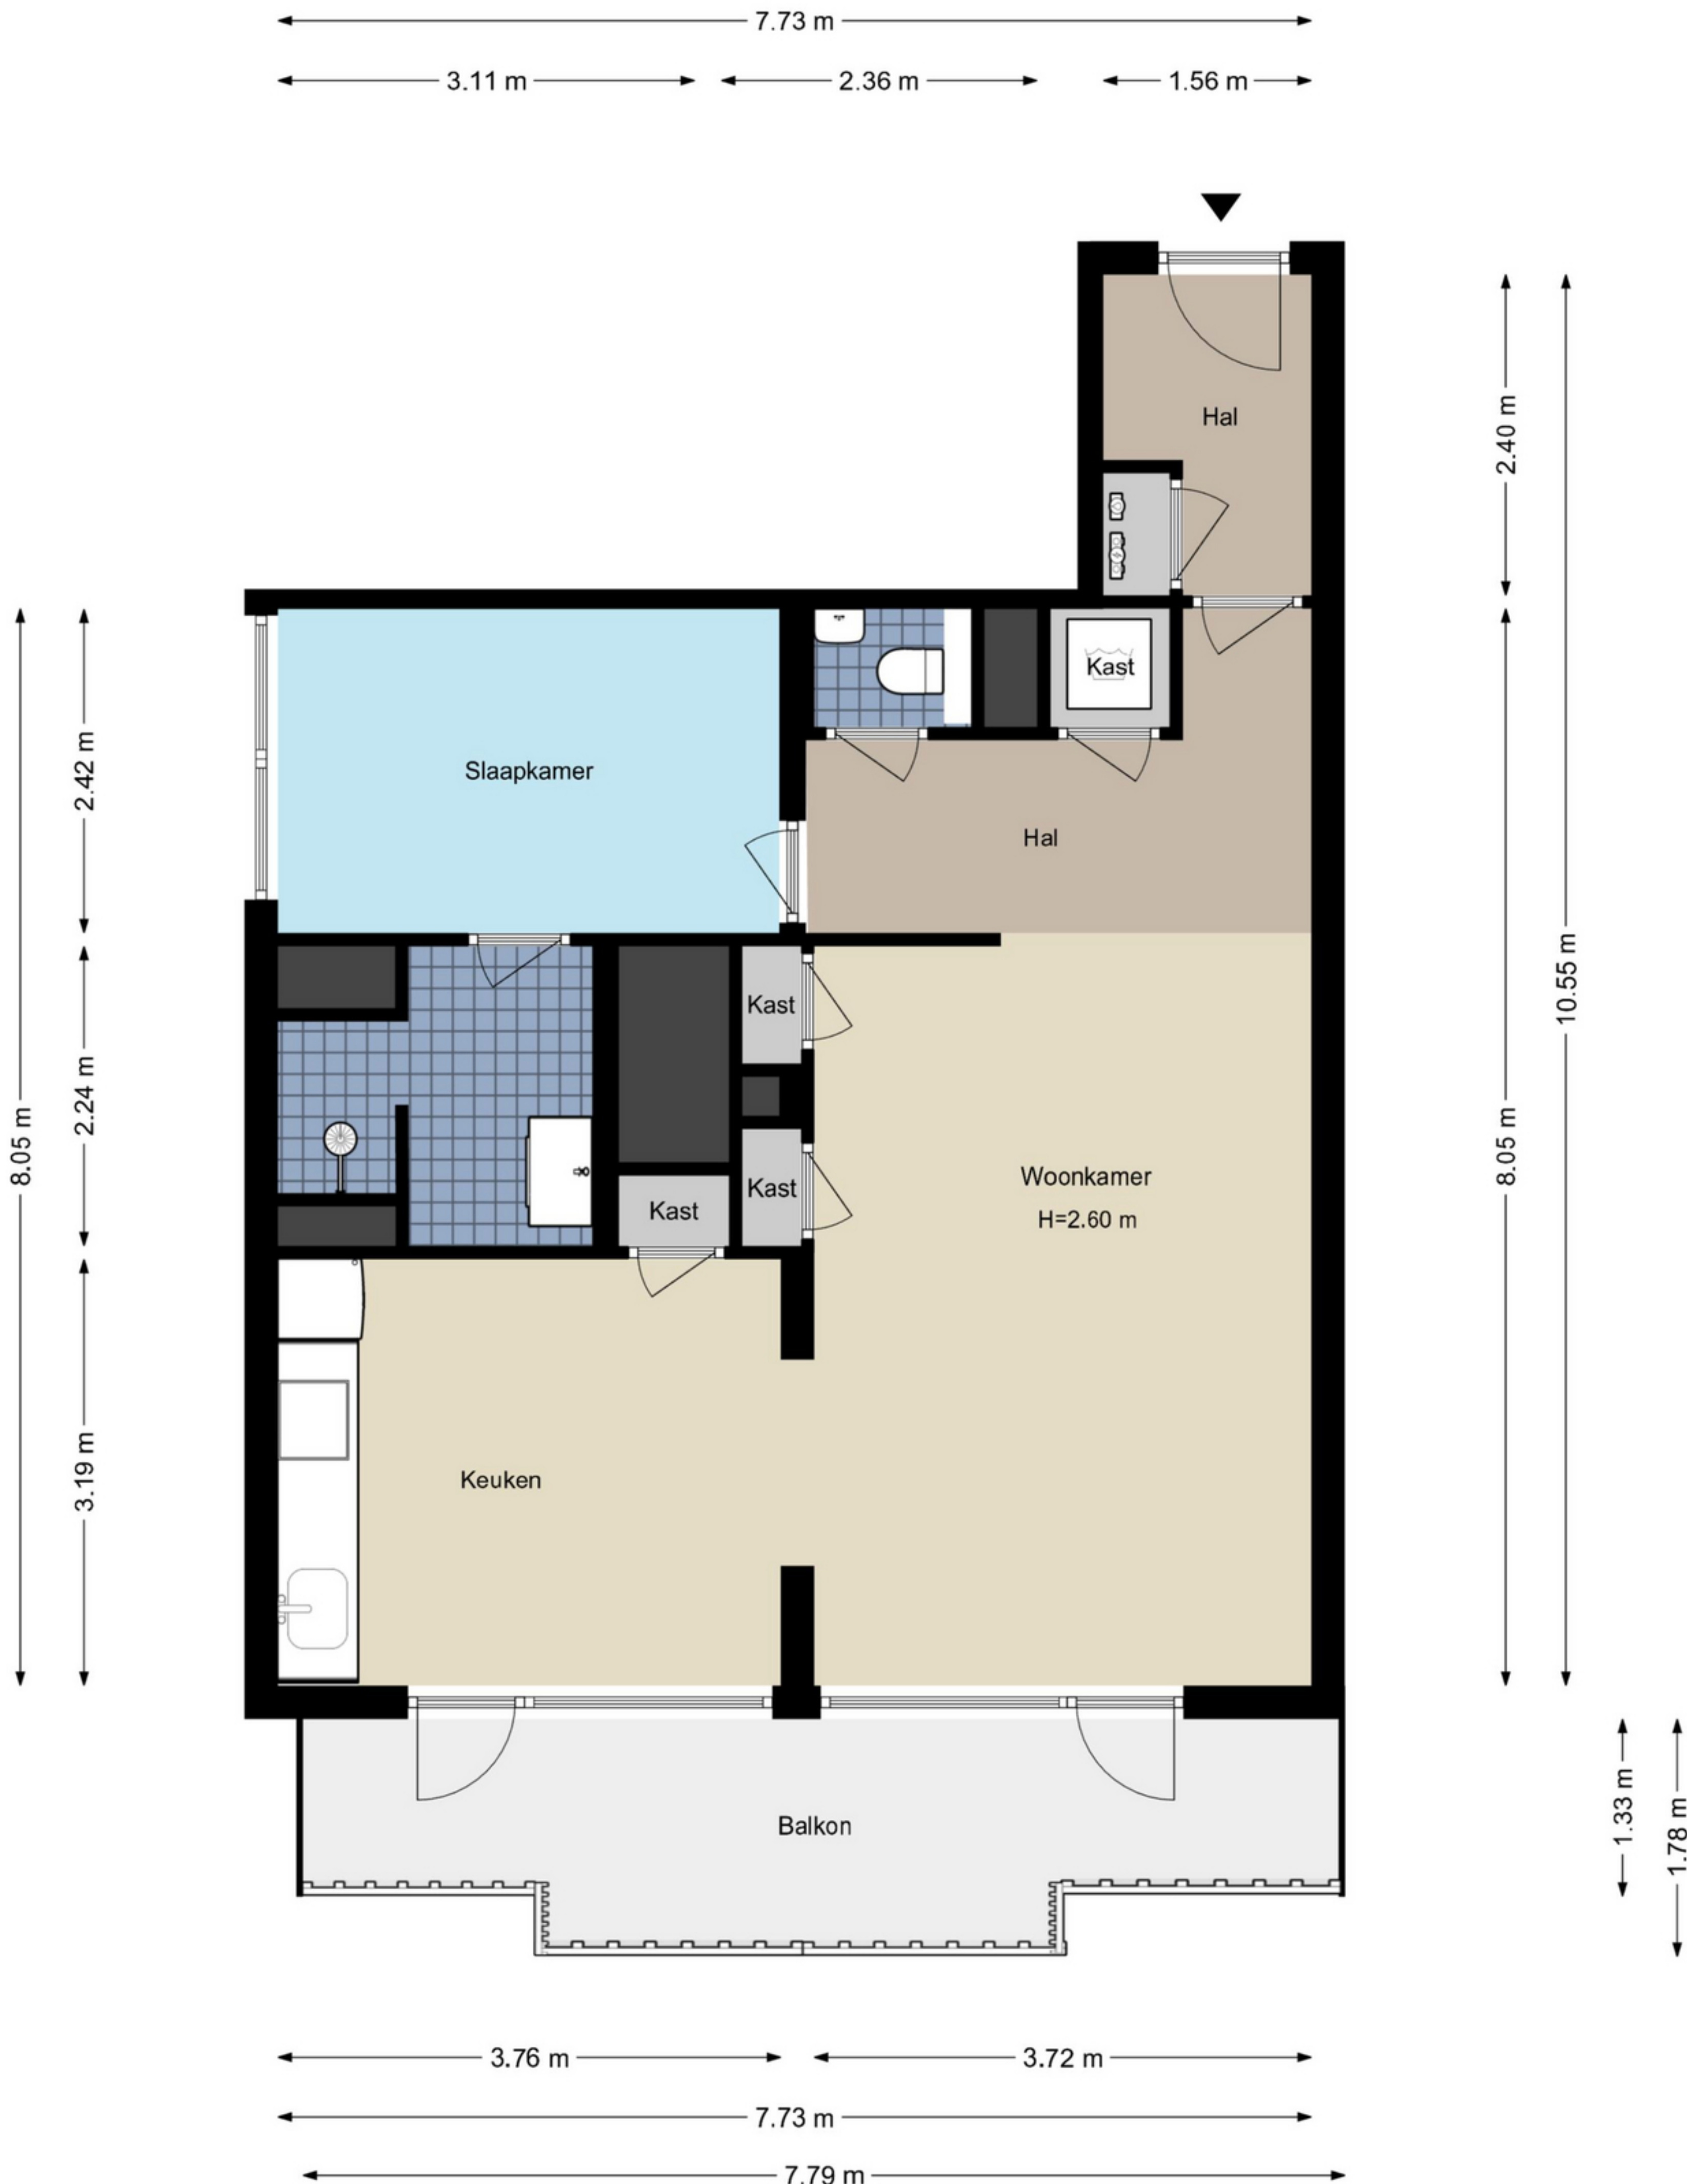 7.73 m
3.11 m
2.36 m
1.56 m
Hal
2.40 m
Kast
Slaapkamer
2.42 m
Hal
10.55 m
Kast
2.24 m
8.05 m
8.05 m
Woonkamer
H=2.60 m
Kast
Kast
3.19 m
Keuken
Balkon
1.33 m
1.78 m
3.76 m
3.72 m
7.73 m
7.79 m